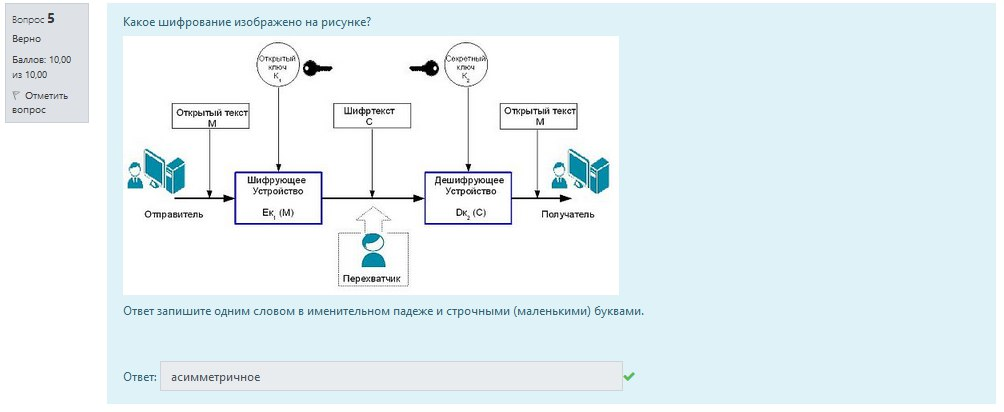 Вопрос 5
Верно
Баллов: 10,00
из 10,00
Отметить
вопрос
Какое шифрование изображено на рисунке?
Открытый
ключ
K1
Секретный
ключ
K2
Открытый текст
M
Шифртекст
C
Открытый текст
M
Шифрующее
Устройство
Eк1 (M)
Дешифрующее
Устройство
Dк2 (C)
Отправитель
Получатель
Перехватчик
Ответ запишите одним словом в именительном падеже и строчными (маленькими) буквами.
Ответ: асимметричное